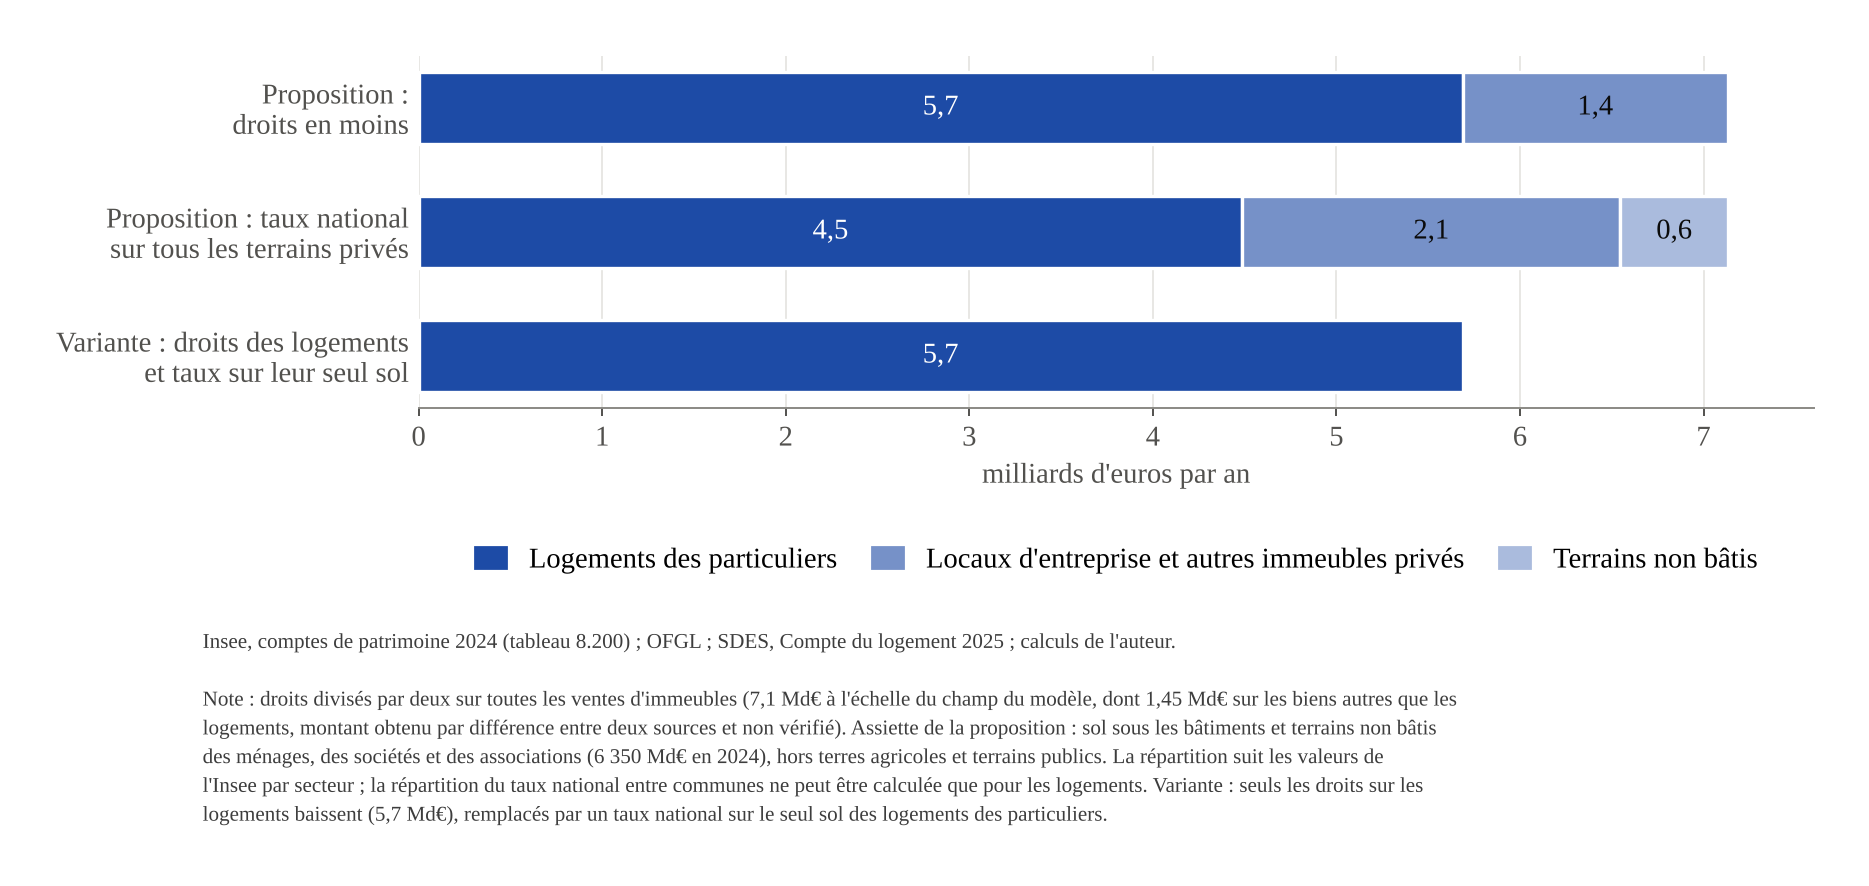 Proposition :
droits en moins
5,7
1,4
Proposition : taux national
sur tous les terrains privés
4,5
2,1
0,6
Variante : droits des logements
et taux sur leur seul sol
5,7
0 1 2 3 4 5 6 7
milliards d'euros par an
Logements des particuliers
Locaux d'entreprise et autres immeubles privés
Terrains non bâtis
Insee, comptes de patrimoine 2024 (tableau 8.200) ; OFGL ; SDES, Compte du logement 2025 ; calculs de l'auteur.
Note : droits divisés par deux sur toutes les ventes d'immeubles (7,1 Md€ à l'échelle du champ du modèle, dont 1,45 Md€ sur les biens autres que les
logements, montant obtenu par différence entre deux sources et non vérifié). Assiette de la proposition : sol sous les bâtiments et terrains non bâtis
des ménages, des sociétés et des associations (6 350 Md€ en 2024), hors terres agricoles et terrains publics. La répartition suit les valeurs de
l'Insee par secteur ; la répartition du taux national entre communes ne peut être calculée que pour les logements. Variante : seuls les droits sur les
logements baissent (5,7 Md€), remplacés par un taux national sur le seul sol des logements des particuliers.